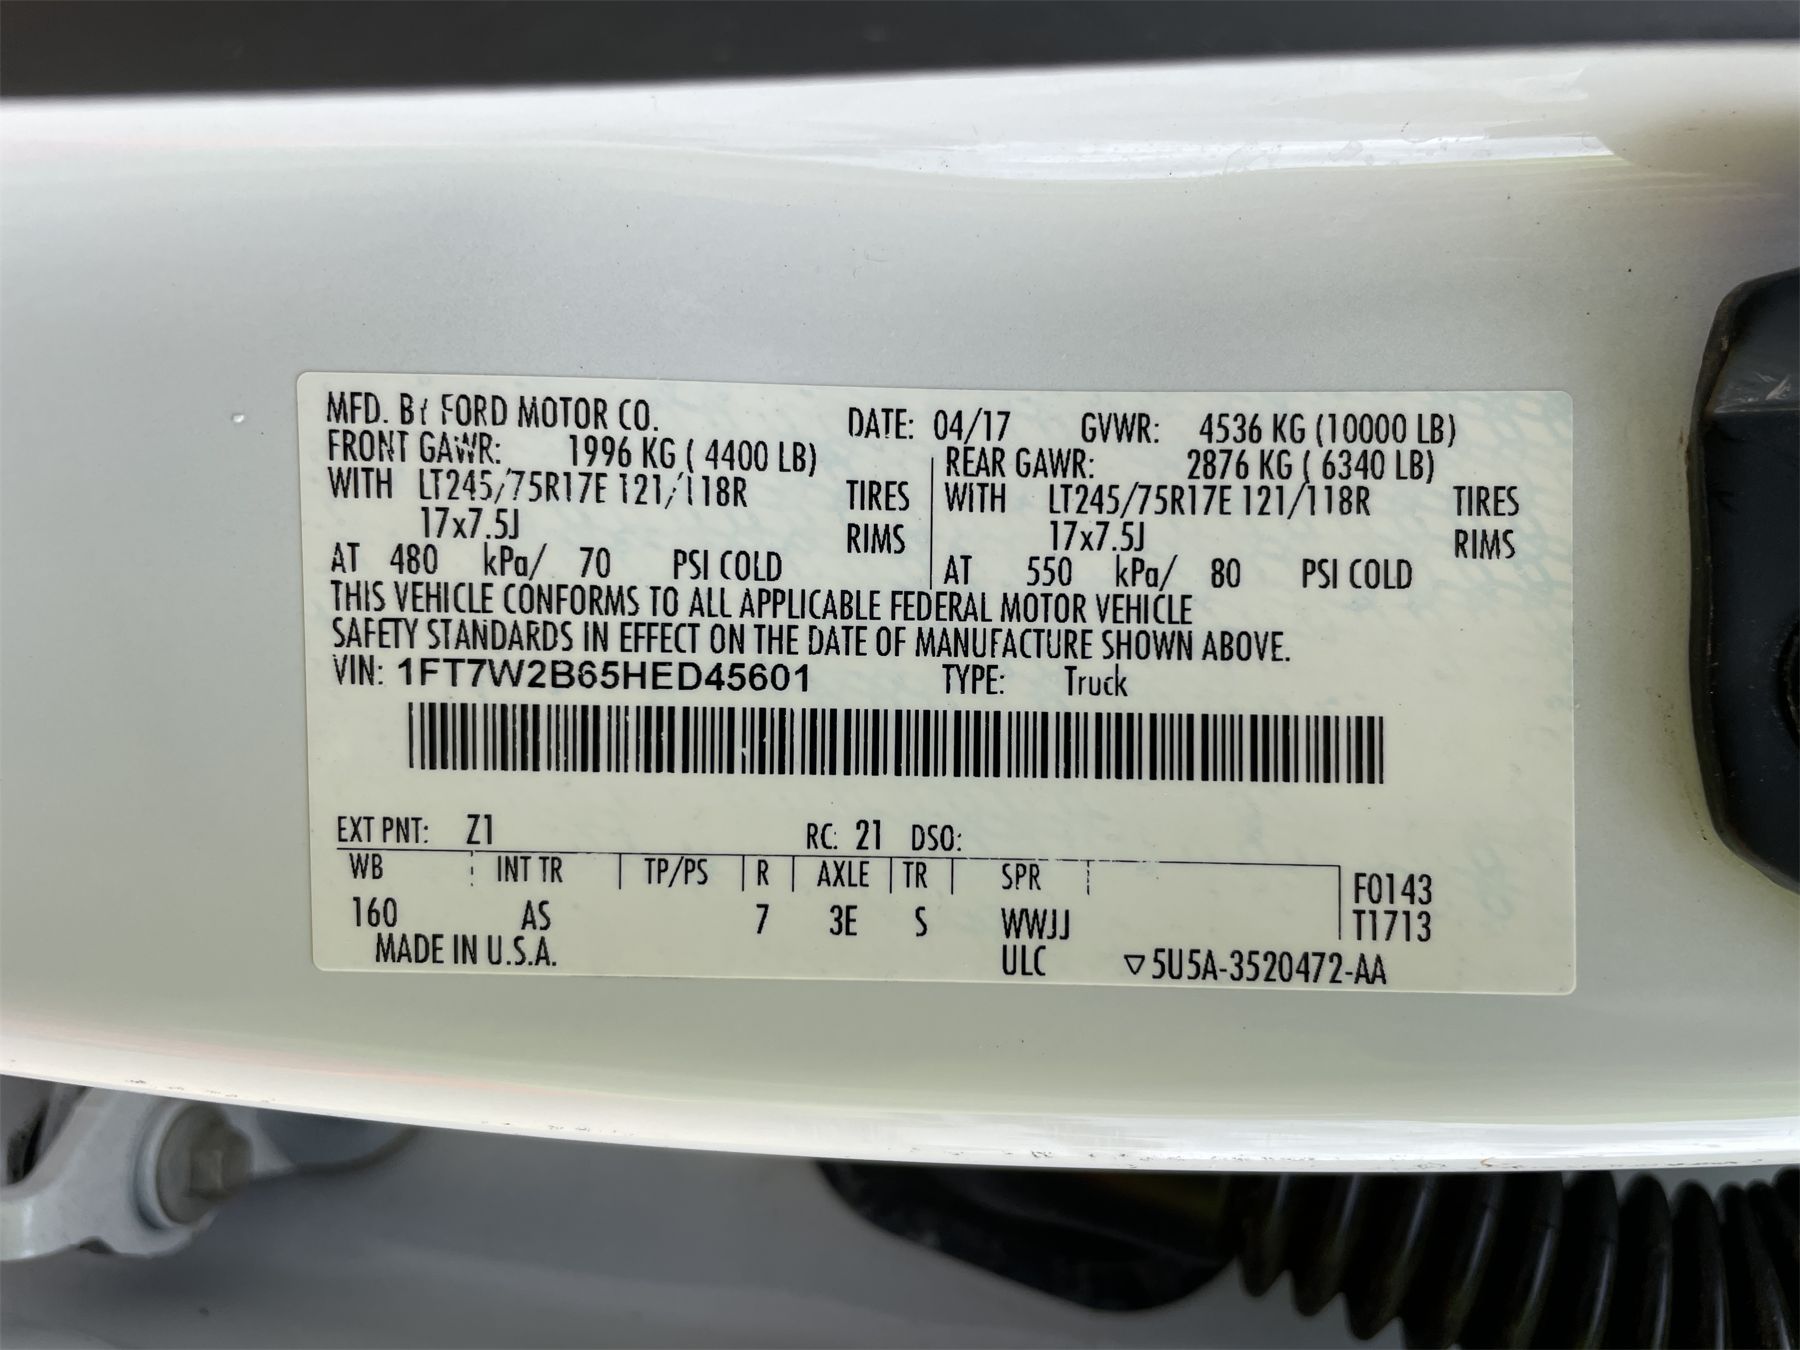 MFD. BY FORD MOTOR CO. DATE: 04/17 GVWR: 4536 KG (10000 LB)
FRONT GAWR: 1996 KG ( 4400 LB) REAR GAWR: 2876 KG ( 6340 LB)
WITH LT245/75R17E 121/118R TIRES WITH LT245/75R17E 121/118R TIRES
17x7.5J RIMS 17x7.5J RIMS
AT 480 kPa/ 70 PSI COLD AT 550 kPa/ 80 PSI COLD
THIS VEHICLE CONFORMS TO ALL APPLICABLE FEDERAL MOTOR VEHICLE
SAFETY STANDARDS IN EFFECT ON THE DATE OF MANUFACTURE SHOWN ABOVE.
VIN: 1FT7W2B65HED45601 TYPE: Truck
EXT PNT: Z1 RC: 21 DSO:
WB INT TR TP/PS R AXLE TR SPR F0143
160 AS 7 3E S WWJJ T1713
MADE IN U.S.A. ULC ▽5U5A-3520472-AA